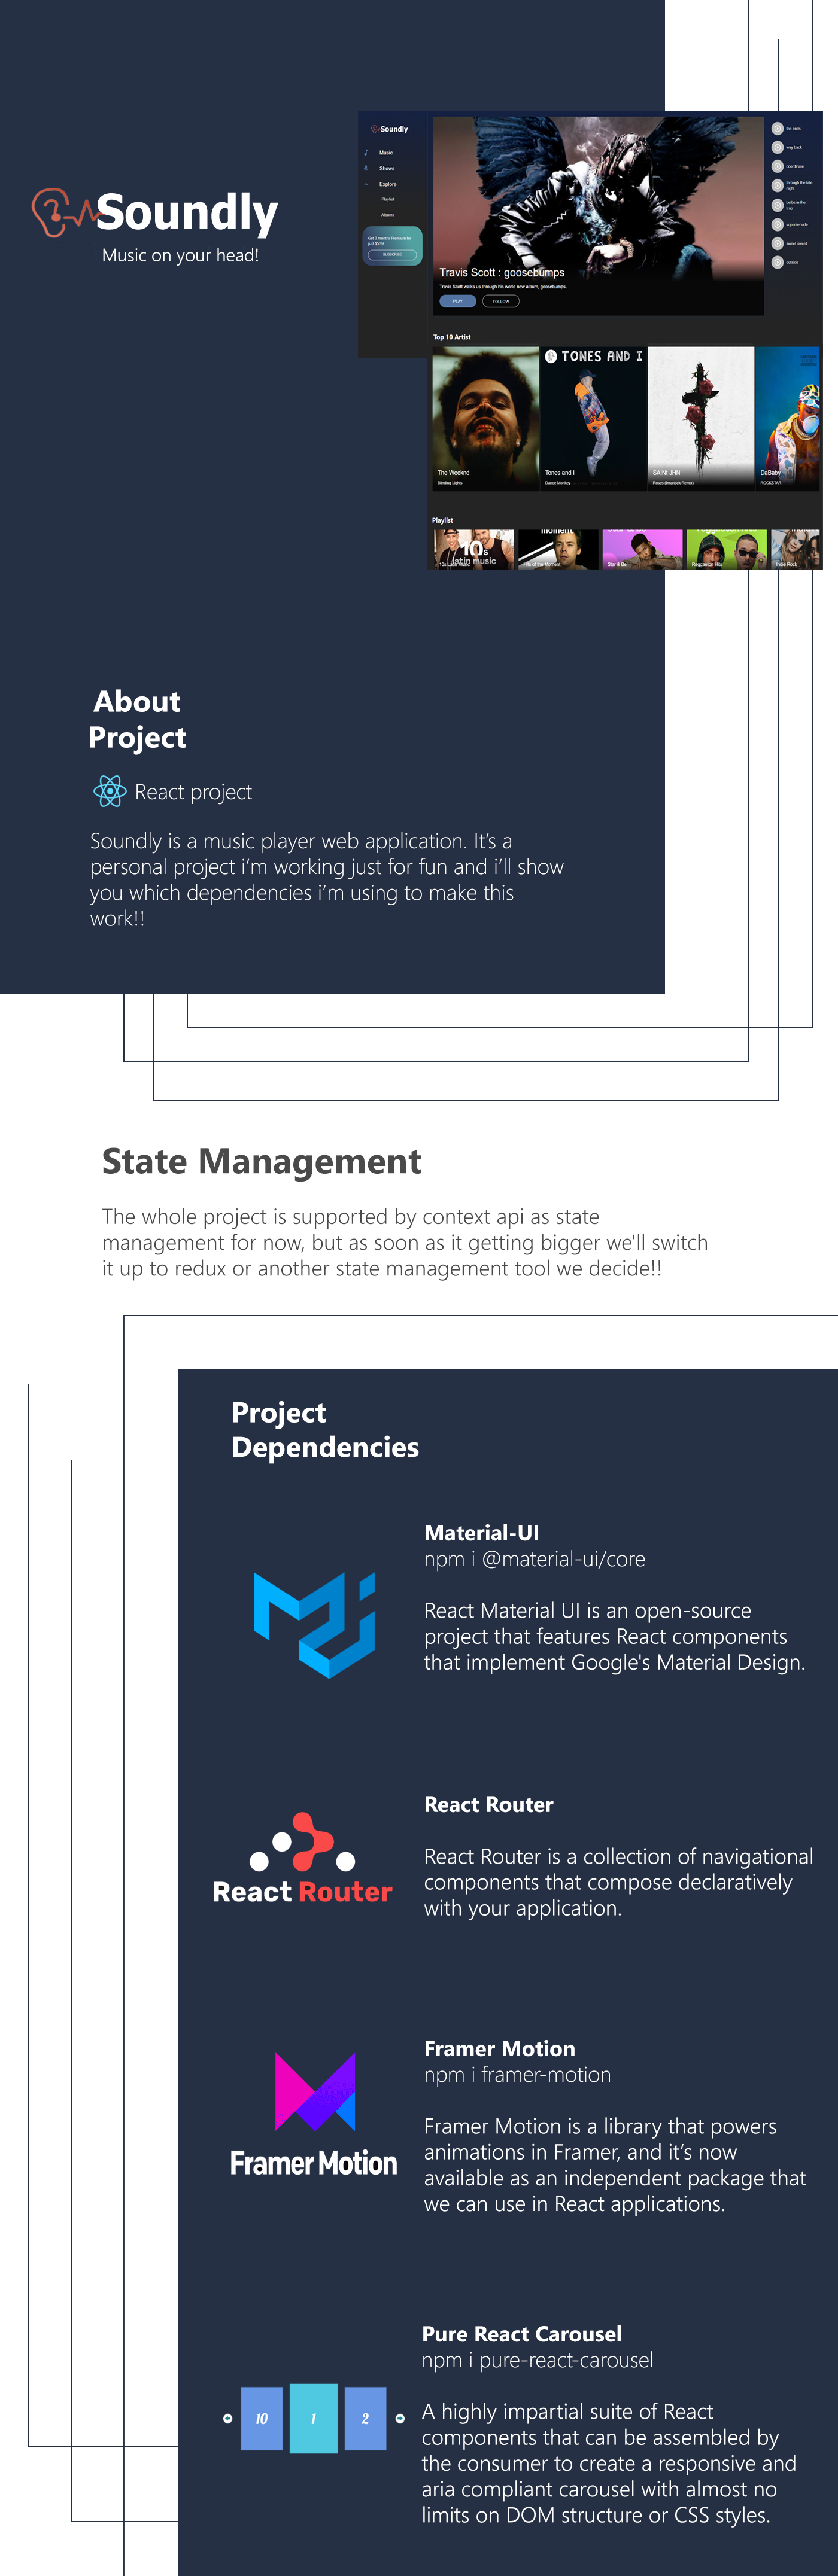 Soundly
Music on your head!
Soundly
Music
Shows
Explore
Playlist
Albums
Get 3 months Premium for
just $3.99
SUBSCRIBE
Travis Scott : goosebumps
Travis Scott walks us through his world new album, goosebumps.
PLAY
FOLLOW
the ends
way back
coordinate
through the late
night
beibs in the
trap
sdp interlude
sweet sweet
outside
Top 10 Artist
The Weeknd
Blinding Lights
TONES AND I
Tones and I
Dance Monkey
SAINt JHN
Roses (Imanbek Remix)
DaBaby
ROCKSTAR
Playlist
10s
latin music
moment.
Hits of the Moment
Star & Be
Reggaeton Hits
Indie Rock
About
Project
React project
Soundly is a music player web application. It’s a
personal project i’m working just for fun and i’ll show
you which dependencies i’m using to make this
work!!
State Management
The whole project is supported by context api as state
management for now, but as soon as it getting bigger we'll switch
it up to redux or another state management tool we decide!!
Project
Dependencies
Material-UI
npm i @material-ui/core
React Material UI is an open-source
project that features React components
that implement Google's Material Design.
React Router
React Router
React Router is a collection of navigational
components that compose declaratively
with your application.
Framer Motion
Framer Motion
npm i framer-motion
Framer Motion is a library that powers
animations in Framer, and it’s now
available as an independent package that
we can use in React applications.
10
1
2
Pure React Carousel
npm i pure-react-carousel
A highly impartial suite of React
components that can be assembled by
the consumer to create a responsive and
aria compliant carousel with almost no
limits on DOM structure or CSS styles.